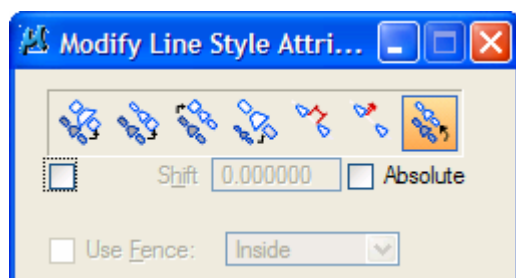 Modify Line Style Attri...
Shift 0.000000 Absolute
Use Fence: Inside